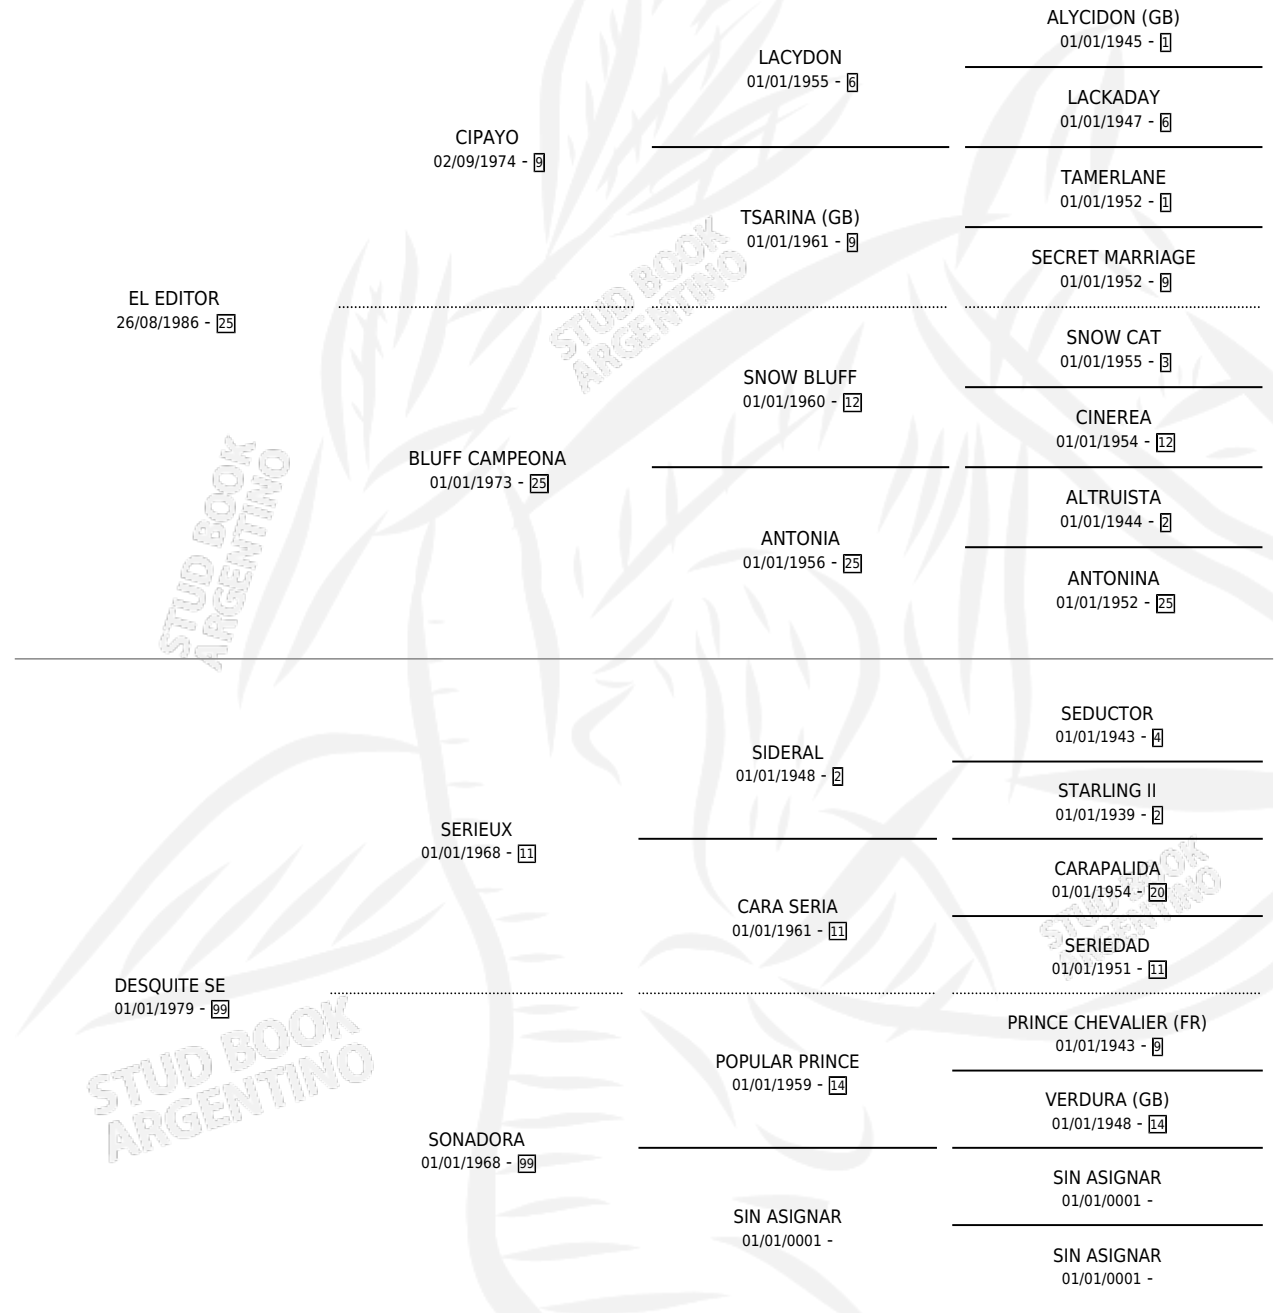 ALYCIDON (GB)
01/01/1945 - 1
LACYDON
01/01/1955 - 6
LACKADAY
01/01/1947 - 6
CIPAYO
02/09/1974 - 9
TAMERLANE
01/01/1952 - 1
TSARINA (GB)
01/01/1961 - 9
SECRET MARRIAGE
01/01/1952 - 9
EL EDITOR
26/08/1986 - 25
SNOW CAT
01/01/1955 - 3
SNOW BLUFF
01/01/1960 - 12
CINEREA
01/01/1954 - 12
BLUFF CAMPEONA
01/01/1973 - 25
ALTRUISTA
01/01/1944 - 2
ANTONIA
01/01/1956 - 25
ANTONINA
01/01/1952 - 25
STUD BOOK
ARGENTINO
STUD BOOK
ARGENTINO
SEDUCTOR
01/01/1943 - 4
SIDERAL
01/01/1948 - 2
STARLING II
01/01/1939 - 2
SERIEUX
01/01/1968 - 11
CARAPALIDA
01/01/1954 - 20
CARA SERIA
01/01/1961 - 11
SERIEDAD
01/01/1951 - 11
DESQUITE SE
01/01/1979 - 99
PRINCE CHEVALIER (FR)
01/01/1943 - 9
POPULAR PRINCE
01/01/1959 - 14
VERDURA (GB)
01/01/1948 - 14
SONADORA
01/01/1968 - 99
SIN ASIGNAR
01/01/0001 -
SIN ASIGNAR
01/01/0001 -
SIN ASIGNAR
01/01/0001 -
STUD BOOK
ARGENTINO
STUD BOOK
ARGENTINO